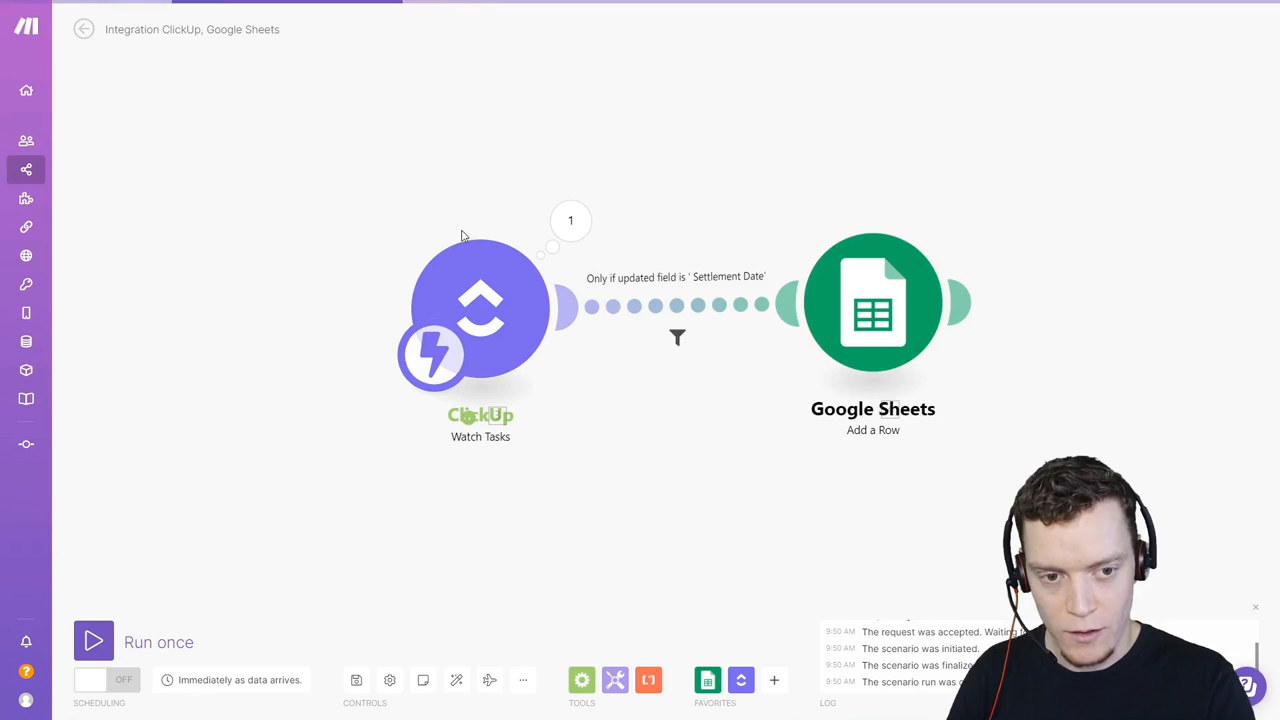 Integration ClickUp, Google Sheets
1
Only if updated field is ' Settlement Date'
ClickUp
Watch Tasks
Google Sheets
Add a Row
Run once
OFF
Immediately as data arrives.
SCHEDULING
CONTROLS
TOOLS
FAVORITES
LOG
9:50 AM The request was accepted. Waiting
9:50 AM The scenario was initiated.
9:50 AM The scenario was finalize
9:50 AM The scenario run was